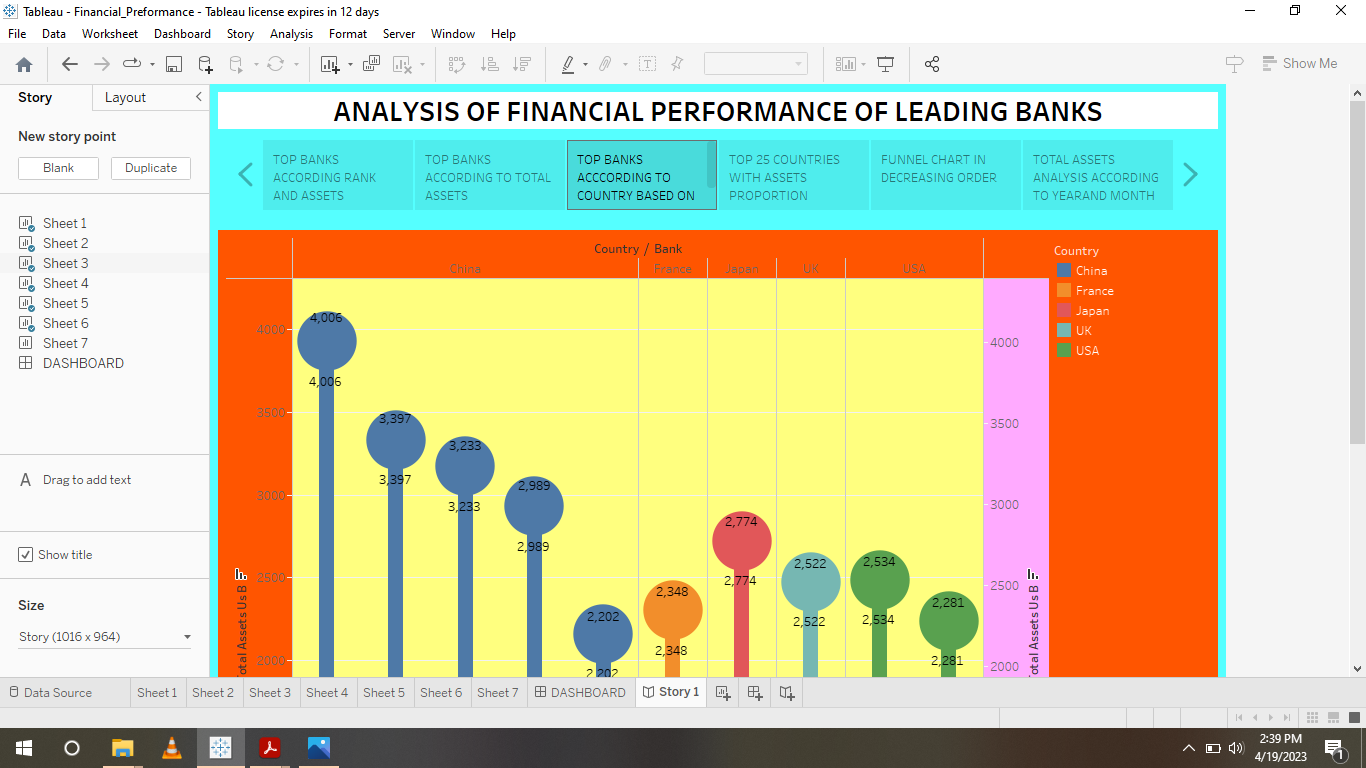 Tableau - Financial_Preformance - Tableau license expires in 12 days
File Data Worksheet Dashboard Story Analysis Format Server Window Help
Show Me
Story Layout
New story point
Blank Duplicate
Sheet 1
Sheet 2
Sheet 3
Sheet 4
Sheet 5
Sheet 6
Sheet 7
DASHBOARD
A Drag to add text
Show title
Size
Story (1016 x 964)
ANALYSIS OF FINANCIAL PERFORMANCE OF LEADING BANKS
TOP BANKS
ACCORDING RANK
AND ASSETS
TOP BANKS
ACCORDING TO TOTAL
ASSETS
TOP BANKS
ACCCORDING TO
COUNTRY BASED ON
TOP 25 COUNTRIES
WITH ASSETS
PROPORTION
FUNNEL CHART IN
DECREASING ORDER
TOTAL ASSETS
ANALYSIS ACCORDING
TO YEARAND MONTH
Country / Bank
China France Japan UK USA
4000
3500
3000
2500
2000
otal Assets Us B
4,006
4,006
3,397
3,397
3,233
3,233
2,989
2,989
2,202
2,202
2,348
2,348
2,774
2,774
2,522
2,522
2,534
2,534
2,281
2,281
4000
3500
3000
2500
2000
otal Assets Us B
Country
China
France
Japan
UK
USA
Data Source Sheet 1 Sheet 2 Sheet 3 Sheet 4 Sheet 5 Sheet 6 Sheet 7 DASHBOARD Story 1
2:39 PM
4/19/2023
1